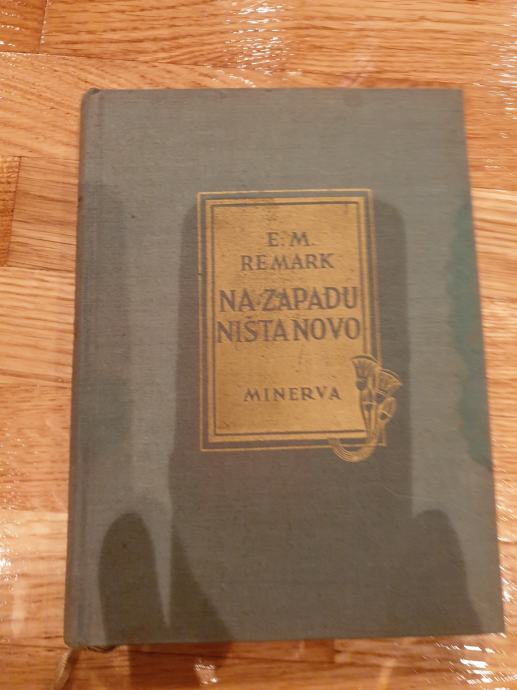 E. M.
REMARK
NA ZAPADU
NIŠTA NOVO
MINERVA